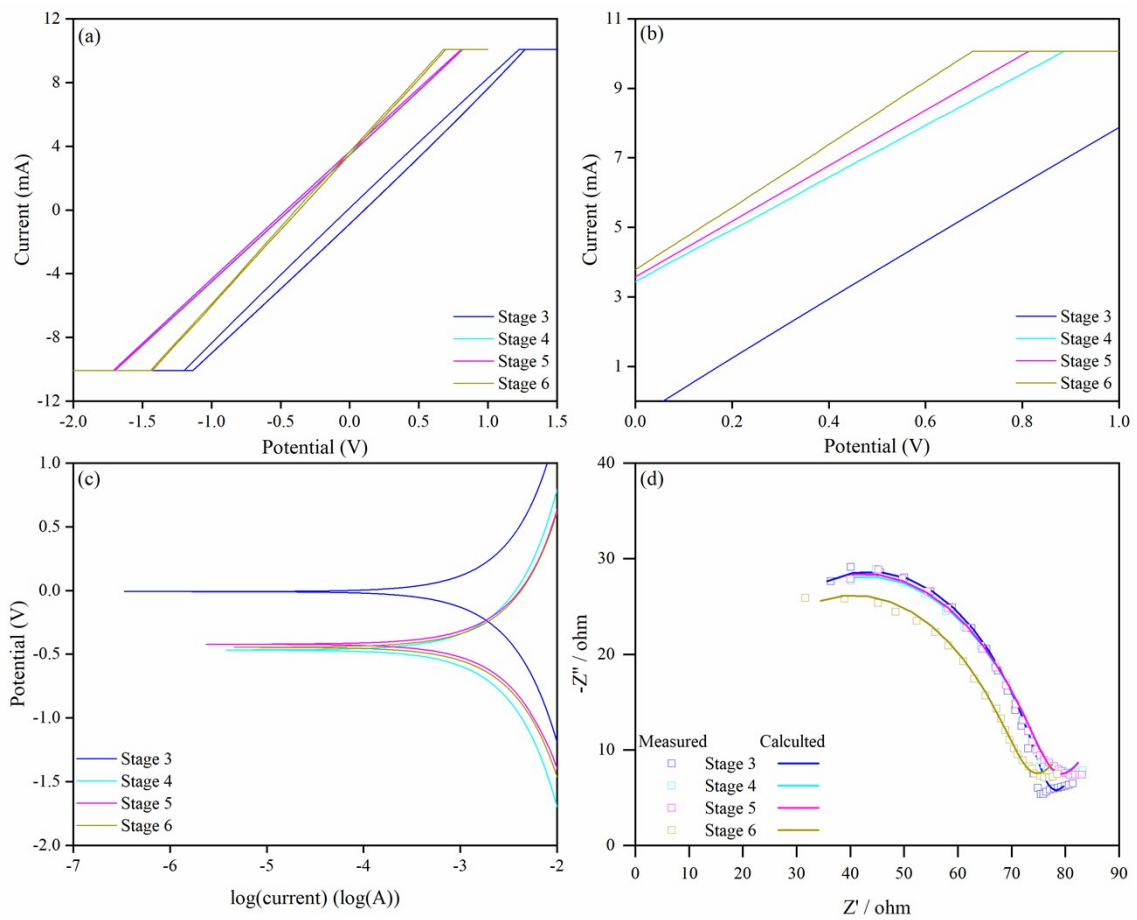 (a)
12
8
4
0
-4
-8
-12
Current (mA)
-2.0 -1.5 -1.0 -0.5 0.0 0.5 1.0 1.5
Potential (V)
Stage 3
Stage 4
Stage 5
Stage 6
(b)
11
9
7
5
3
1
Current (mA)
0.0 0.2 0.4 0.6 0.8 1.0
Potential (V)
Stage 3
Stage 4
Stage 5
Stage 6
(c)
1.0
0.5
0.0
-0.5
-1.0
-1.5
-2.0
Potential (V)
-7 -6 -5 -4 -3 -2
log(current) (log(A))
Stage 3
Stage 4
Stage 5
Stage 6
(d)
40
30
20
10
0
-Z" / ohm
0 10 20 30 40 50 60 70 80 90
Z' / ohm
Measured Calculted
Stage 3
Stage 4
Stage 5
Stage 6